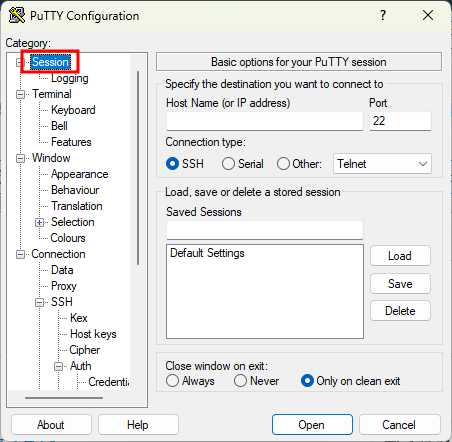 PuTTY Configuration
Category:
Session
Logging
Terminal
Keyboard
Bell
Features
Window
Appearance
Behaviour
Translation
Selection
Colours
Connection
Data
Proxy
SSH
Kex
Host keys
Cipher
Auth
Credentia
Basic options for your PuTTY session
Specify the destination you want to connect to
Host Name (or IP address) Port
22
Connection type:
SSH Serial Other: Telnet
Load, save or delete a stored session
Saved Sessions
Default Settings
Load
Save
Delete
Close window on exit:
Always Never Only on clean exit
About Help Open Cancel